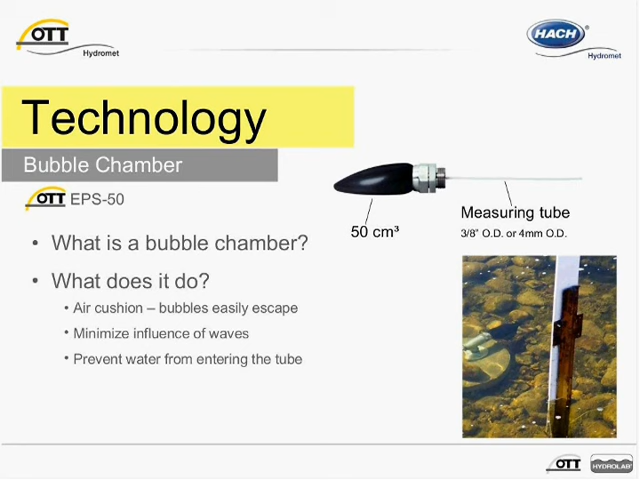 OTT
Hydromet
HACH®
Hydromet
Technology
Bubble Chamber
OTT EPS-50
50 cm³
Measuring tube
3/8" O.D. or 4mm O.D.
• What is a bubble chamber?
• What does it do?
• Air cushion – bubbles easily escape
• Minimize influence of waves
• Prevent water from entering the tube
OTT
HYDROLAB